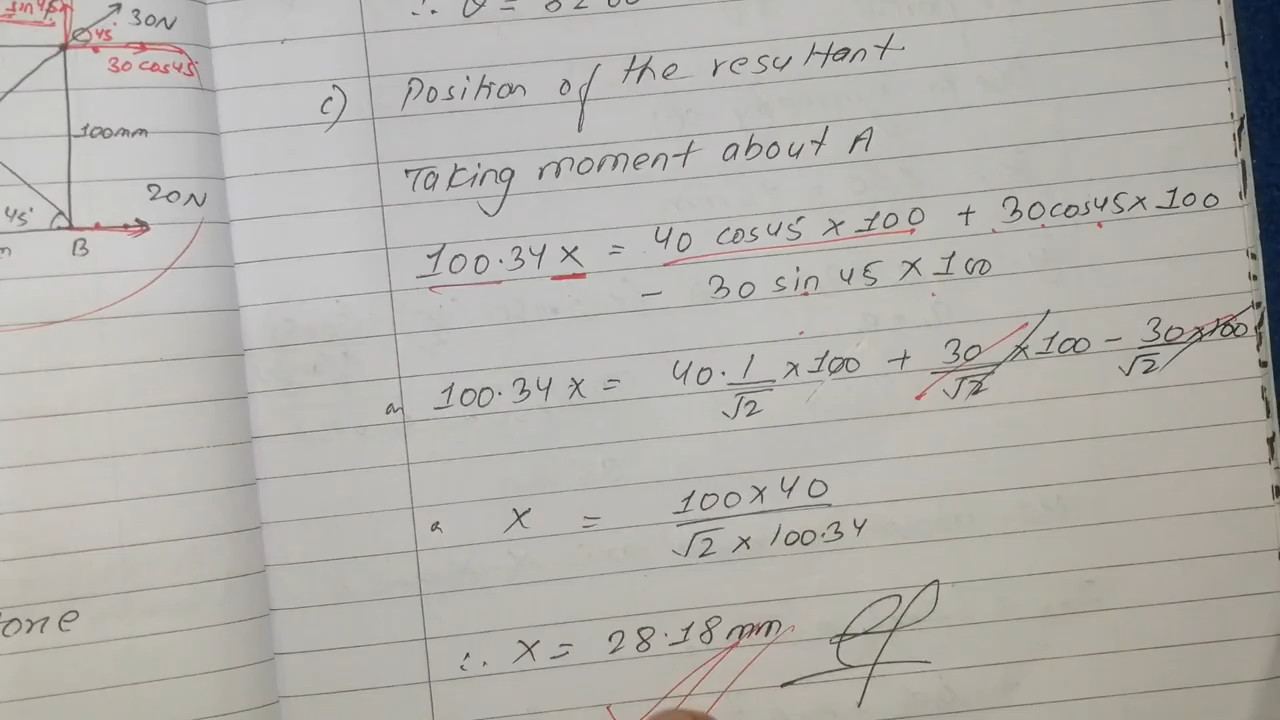 30N
45°
30 cos45°
100mm
20N
45°
B
one
c) Position of the resultant
Taking moment about A
100.34 x = 40 cos45 × 100 + 30cos45 × 100
- 30 sin 45 × 100
100.34 x = 40 . 1/√2 × 100 + 30/√2 × 100 - 30 × 100/√2
x = 100 × 40 / √2 × 100.34
∴ x = 28.18 mm